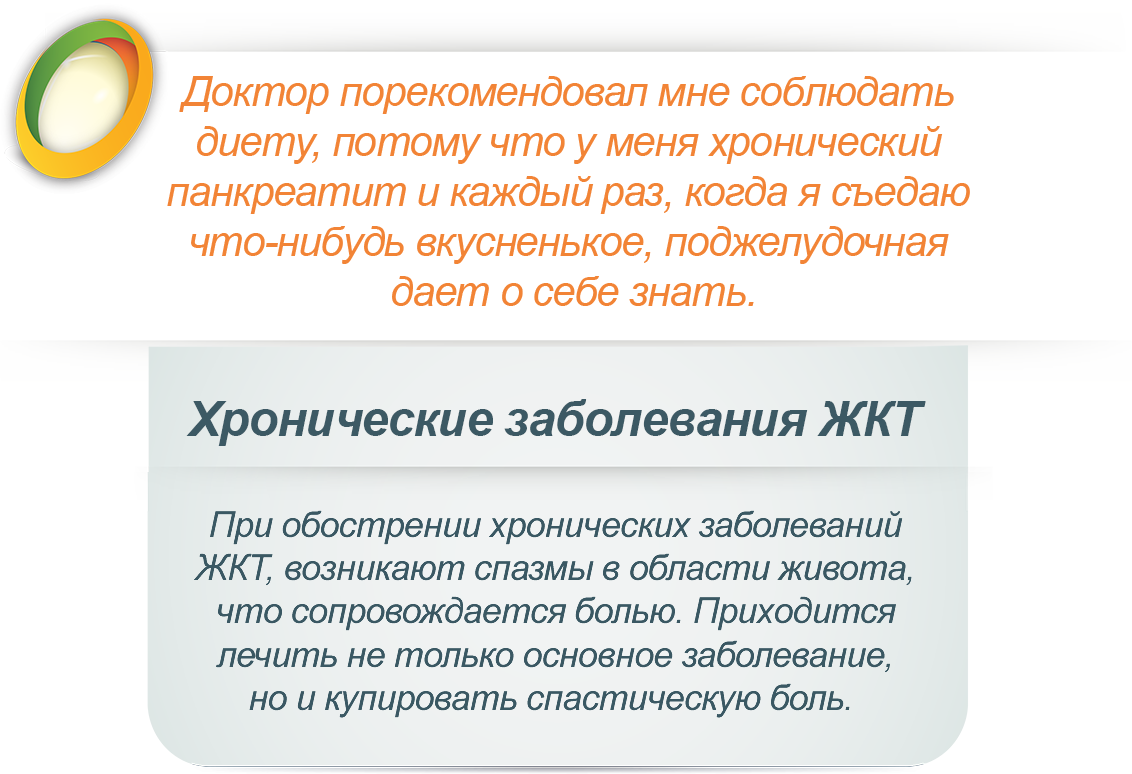 Доктор порекомендовал мне соблюдать
диету, потому что у меня хронический
панкреатит и каждый раз, когда я съедаю
что-нибудь вкусненькое, поджелудочная
дает о себе знать.
Хронические заболевания ЖКТ
При обострении хронических заболеваний
ЖКТ, возникают спазмы в области живота,
что сопровождается болью. Приходится
лечить не только основное заболевание,
но и купировать спастическую боль.